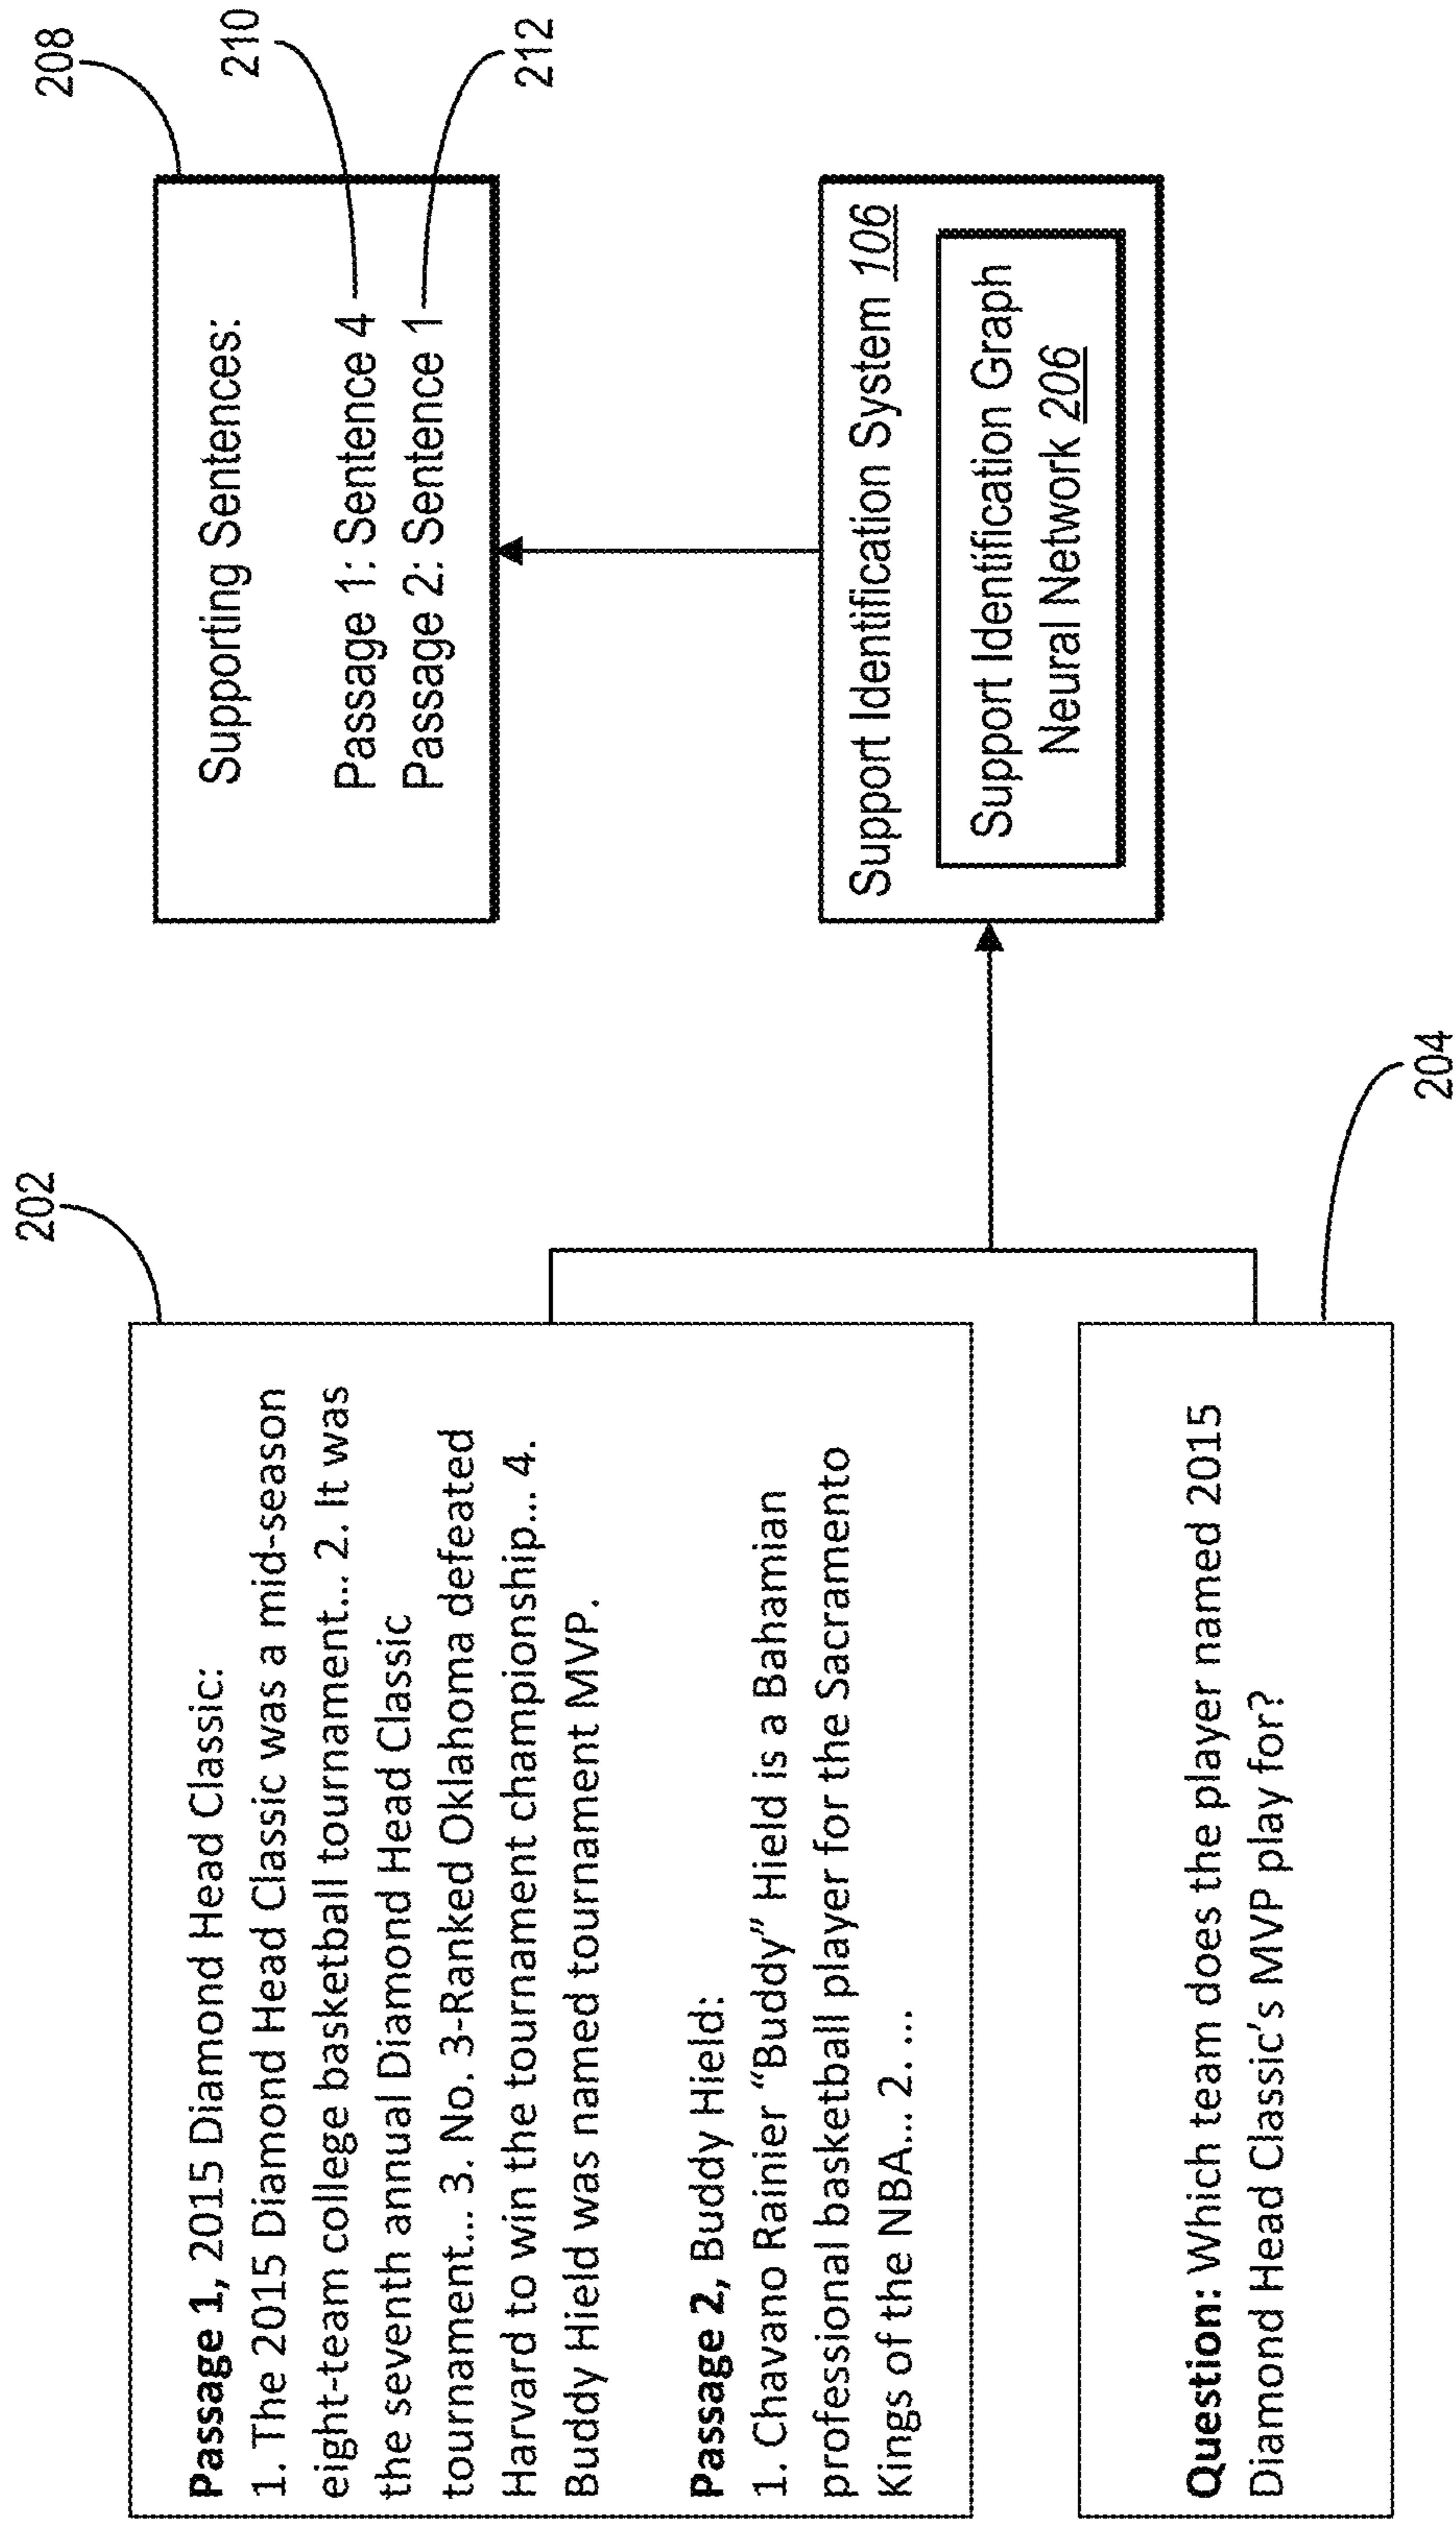 202
Passage 1, 2015 Diamond Head Classic:
1. The 2015 Diamond Head Classic was a mid-season
eight-team college basketball tournament... 2. It was
the seventh annual Diamond Head Classic
tournament... 3. No. 3-Ranked Oklahoma defeated
Harvard to win the tournament championship... 4.
Buddy Hield was named tournament MVP.
Passage 2, Buddy Hield:
1. Chavano Rainier “Buddy” Hield is a Bahamian
professional basketball player for the Sacramento
Kings of the NBA... 2. ...
Question: Which team does the player named 2015
Diamond Head Classic’s MVP play for?
204
208
Supporting Sentences:
Passage 1: Sentence 4
210
Passage 2: Sentence 1
212
Support Identification System 106
Support Identification Graph
Neural Network 206